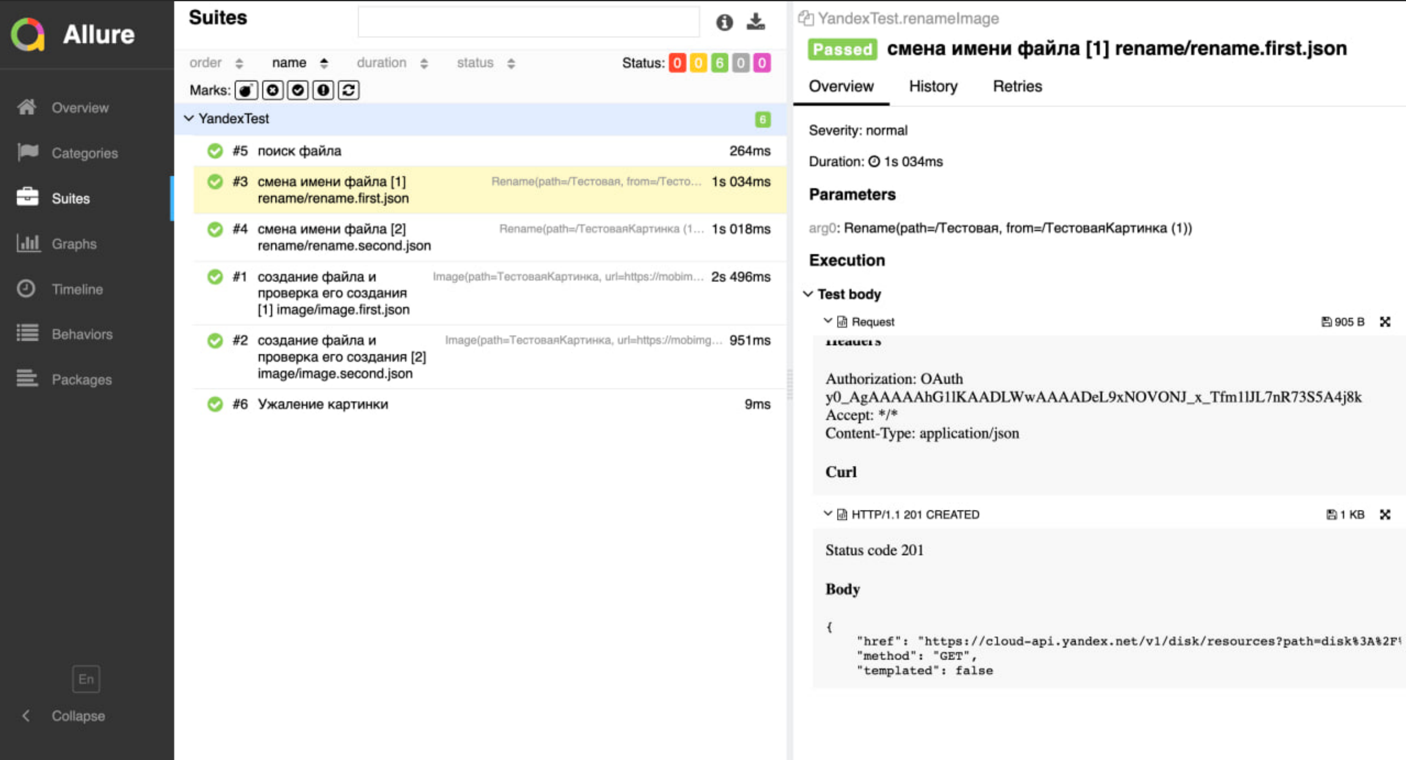 Allure
Overview
Categories
Suites
Graphs
Timeline
Behaviors
Packages
En
Collapse
Suites
order name duration status Status: 0 0 6 0 0
Marks:
YandexTest 6
#5 поиск файла 264ms
#3 смена имени файла [1] Rename(path=/Тестовая, from=/Тесто... 1s 034ms
rename/rename.first.json
#4 смена имени файла [2] Rename(path=/ТестоваяКартинка (1... 1s 018ms
rename/rename.second.json
#1 создание файла и Image(path=ТестоваяКартинка, url=https://mobim... 2s 496ms
проверка его создания
[1] image/image.first.json
#2 создание файла и Image(path=ТестоваяКартинка, url=https://mobimg... 951ms
проверка его создания [2]
image/image.second.json
#6 Ужаление картинки 9ms
YandexTest.renameImage
Passed смена имени файла [1] rename/rename.first.json
Overview History Retries
Severity: normal
Duration: 1s 034ms
Parameters
arg0: Rename(path=/Тестовая, from=/ТестоваяКартинка (1))
Execution
Test body
Request 905 B
Headers
Authorization: OAuth
y0_AgAAAAAhG1lKAADLWwAAAADeL9xNOVONJ_x_Tfm1lJL7nR73S5A4j8k
Accept: */*
Content-Type: application/json
Curl
HTTP/1.1 201 CREATED 1 KB
Status code 201
Body
{
"href": "https://cloud-api.yandex.net/v1/disk/resources?path=disk%3A%2F
"method": "GET",
"templated": false